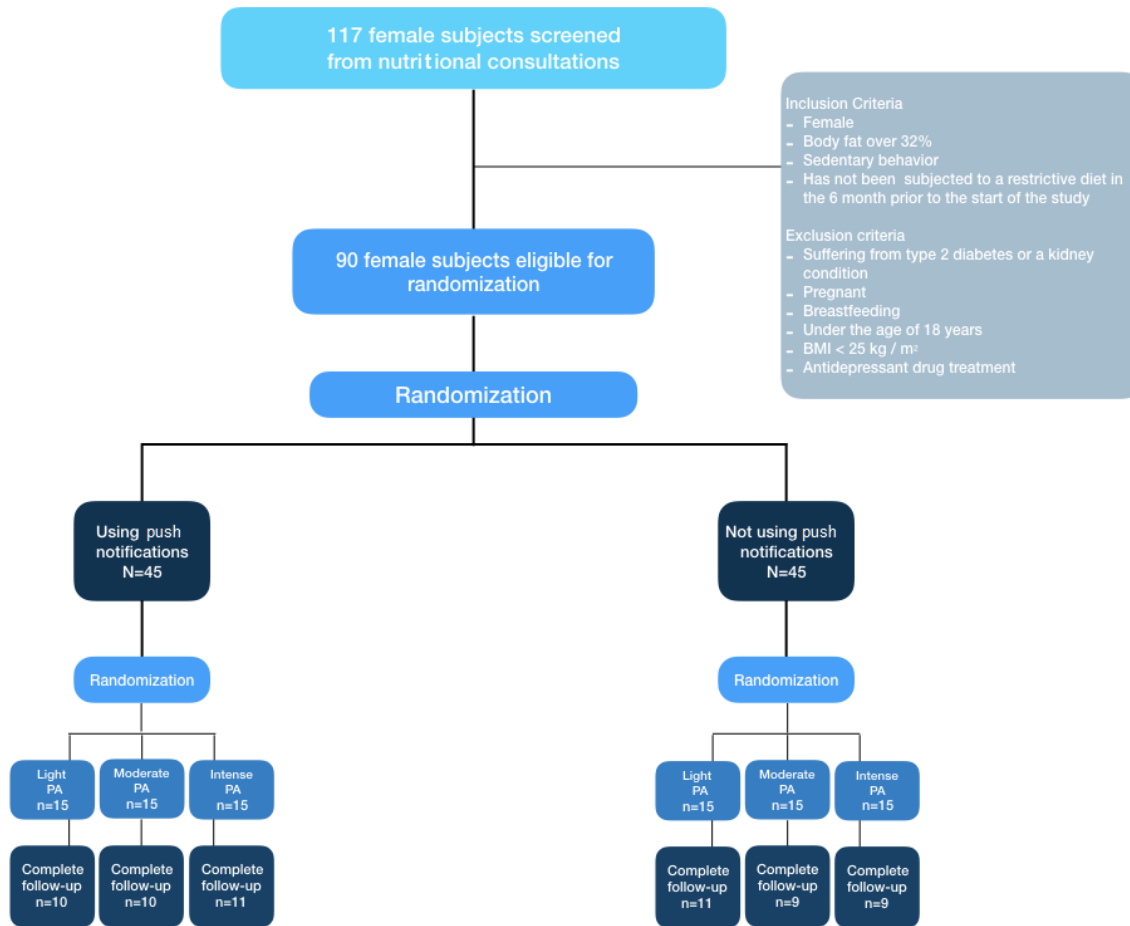 117 female subjects screened
from nutritional consultations
Inclusion Criteria
- Female
- Body fat over 32%
- Sedentary behavior
- Has not been subjected to a restrictive diet in
the 6 month prior to the start of the study
Exclusion criteria
- Suffering from type 2 diabetes or a kidney
condition
- Pregnant
- Breastfeeding
- Under the age of 18 years
- BMI < 25 kg / m²
- Antidepressant drug treatment
90 female subjects eligible for
randomization
Randomization
Using push
notifications
N=45
Not using push
notifications
N=45
Randomization
Randomization
Light
PA
n=15
Moderate
PA
n=15
Intense
PA
n=15
Light
PA
n=15
Moderate
PA
n=15
Intense
PA
n=15
Complete
follow-up
n=10
Complete
follow-up
n=10
Complete
follow-up
n=11
Complete
follow-up
n=11
Complete
follow-up
n=9
Complete
follow-up
n=9